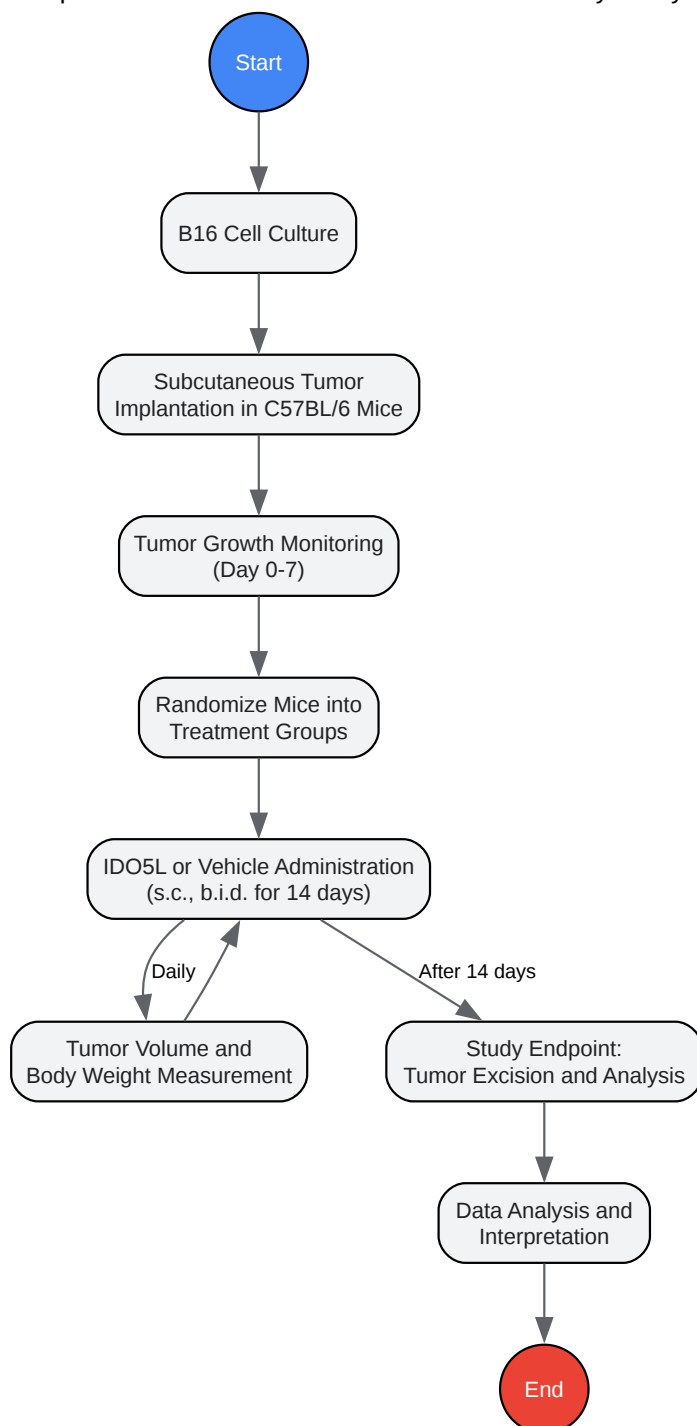 Start
B16 Cell Culture
Subcutaneous Tumor
Implantation in C57BL/6 Mice
Tumor Growth Monitoring
(Day 0-7)
Randomize Mice into
Treatment Groups
IDO5L or Vehicle Administration
(s.c., b.i.d. for 14 days)
Daily
After 14 days
Tumor Volume and
Body Weight Measurement
Study Endpoint:
Tumor Excision and Analysis
Data Analysis and
Interpretation
End